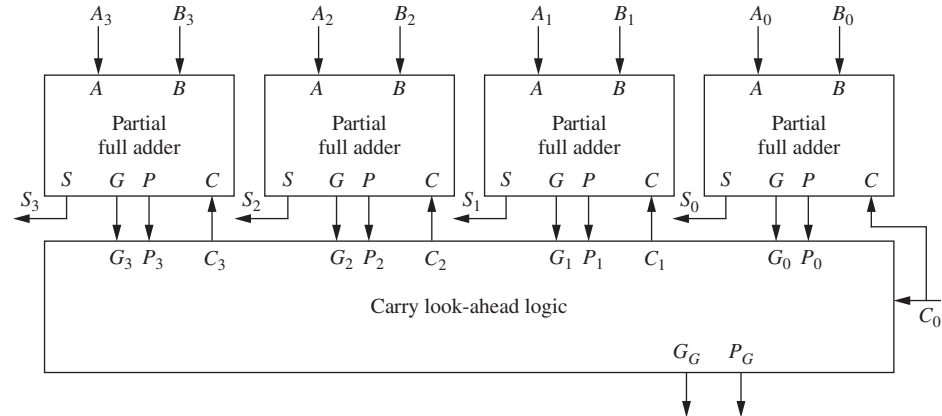 A₃ B₃ A₂ B₂ A₁ B₁ A₀ B₀
A B A B A B A B
Partial full adder Partial full adder Partial full adder Partial full adder
S G P C S G P C S G P C S G P C
S₃ S₂ S₁ S₀
G₃ P₃ C₃ G₂ P₂ C₂ G₁ P₁ C₁ G₀ P₀
Carry look-ahead logic
C₀
G_G P_G